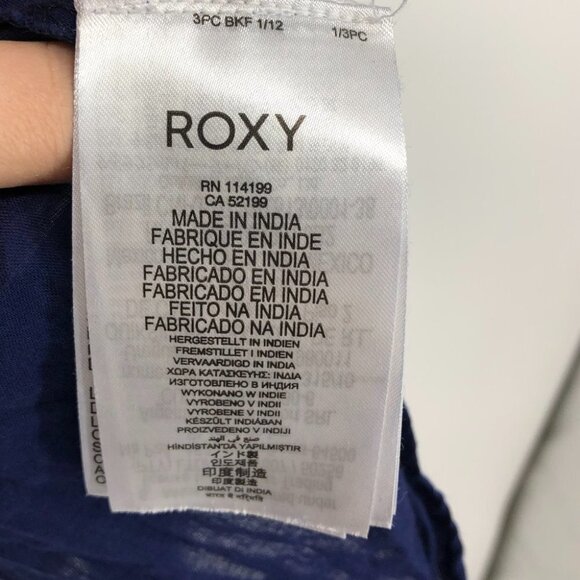 3PC BKF 1/12 1/3PC
ROXY
RN 114199
CA 52199
MADE IN INDIA
FABRIQUE EN INDE
HECHO EN INDIA
FABRICADO EN INDIA
FABRICADO EM INDIA
FEITO NA INDIA
FABRICADO NA INDIA
HERGESTELLT IN INDIEN
FREMSTILLET I INDIEN
VERVAARDIGD IN INDIA
ΧΩΡΑ ΚΑΤΑΣΚΕΥΗΣ: ΙΝΔΙΑ
ИЗГОТОВЛЕНО В ИНДИЯ
WYKONANO W INDIE
VYROBENO V INDII
VYROBENE V INDII
KÉSZÜLT INDIÁBAN
PROIZVEDENO V INDIJI
صنع في الهند
HİNDİSTAN'DA YAPILMIŞTIR
インド製
인도제품
印度制造
印度製造
DIBUAT DI INDIA
भारत में निर्मित